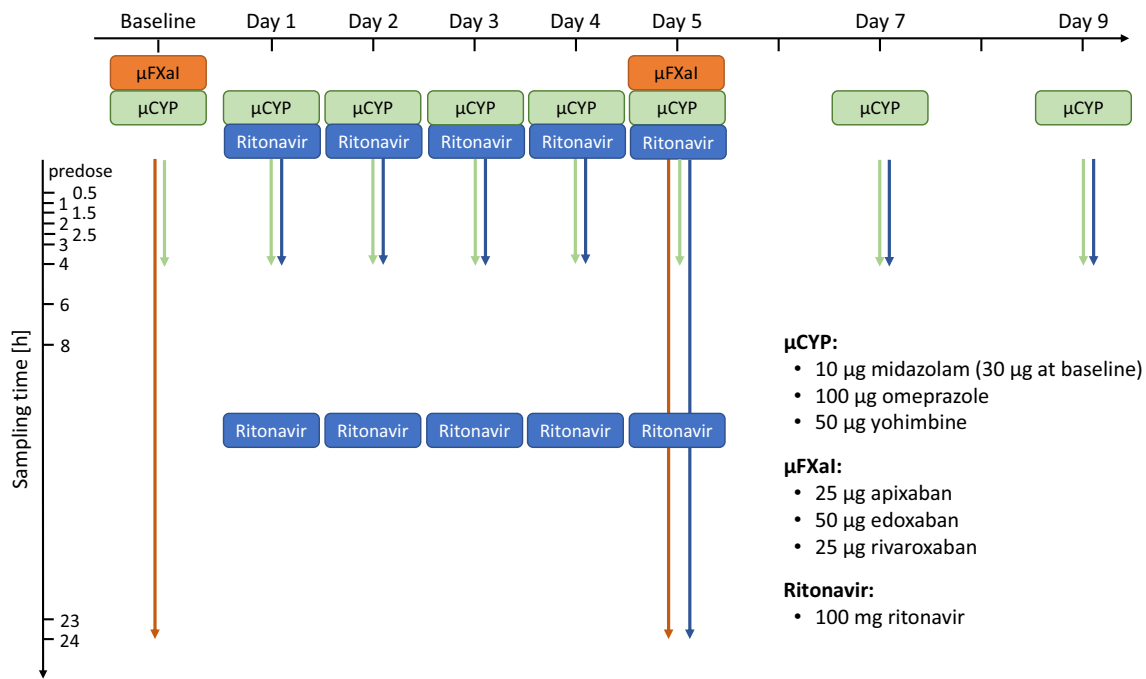 Baseline Day 1 Day 2 Day 3 Day 4 Day 5 Day 7 Day 9
µFXaI µFXaI
µCYP µCYP µCYP µCYP µCYP µCYP µCYP µCYP
Ritonavir Ritonavir Ritonavir Ritonavir Ritonavir
predose
0.5
1
1.5
2
2.5
3
4
6
8
23
24
Sampling time [h]
Ritonavir Ritonavir Ritonavir Ritonavir Ritonavir
µCYP:
• 10 µg midazolam (30 µg at baseline)
• 100 µg omeprazole
• 50 µg yohimbine
µFXaI:
• 25 µg apixaban
• 50 µg edoxaban
• 25 µg rivaroxaban
Ritonavir:
• 100 mg ritonavir